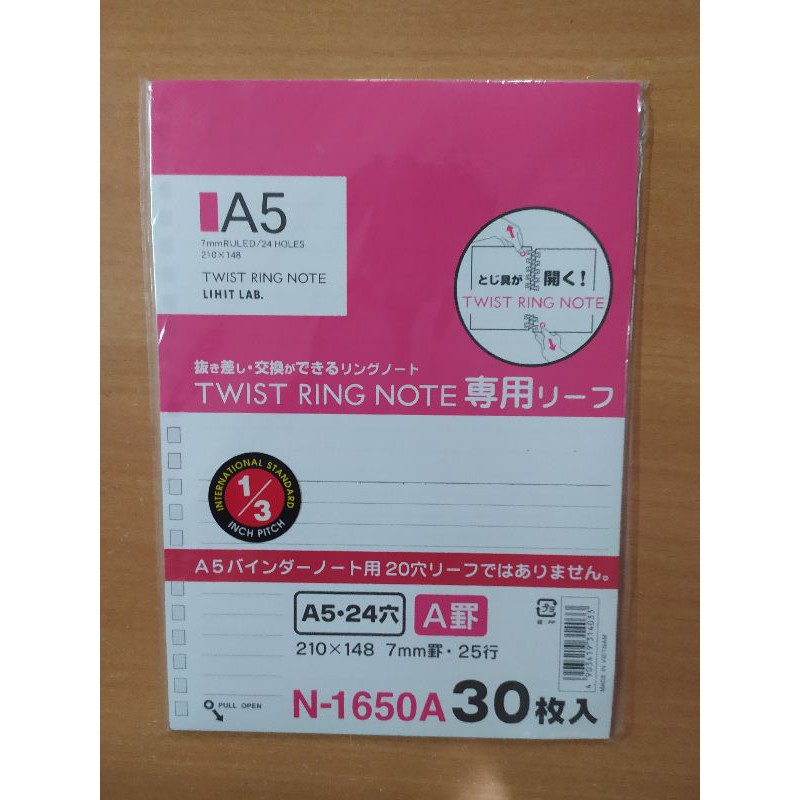 A5
7mmRULED/24 HOLES
210×148
TWIST RING NOTE
LIHIT LAB.
とじ具が 開く!
TWIST RING NOTE
抜き差し・交換ができるリングノート
TWIST RING NOTE 専用リーフ
INTERNATIONAL STANDARD
1/3
INCH PITCH
A5バインダーノート用20穴リーフではありません。
A5・24穴 A罫
210×148 7mm罫・25行
プラ
PP
4903419314033
MADE IN VIETNAM
PULL OPEN
N-1650A 30枚入